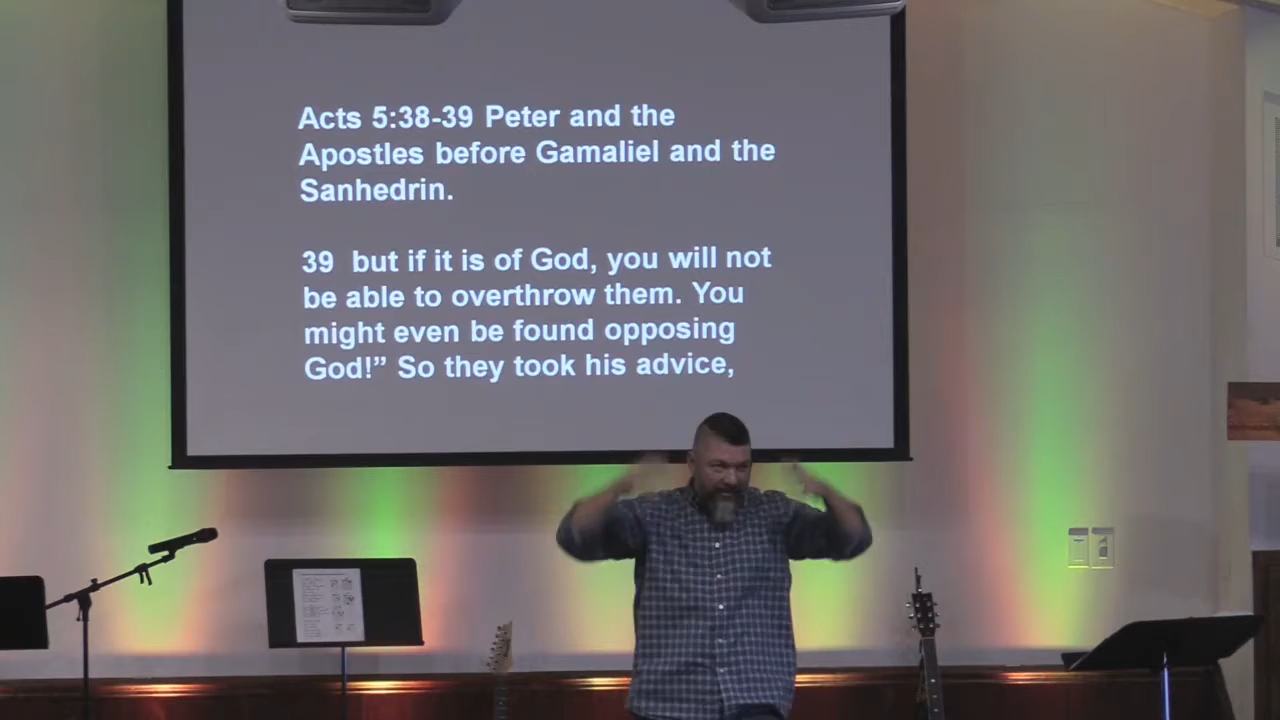 Acts 5:38-39 Peter and the
Apostles before Gamaliel and the
Sanhedrin.
39 but if it is of God, you will not
be able to overthrow them. You
might even be found opposing
God!” So they took his advice,